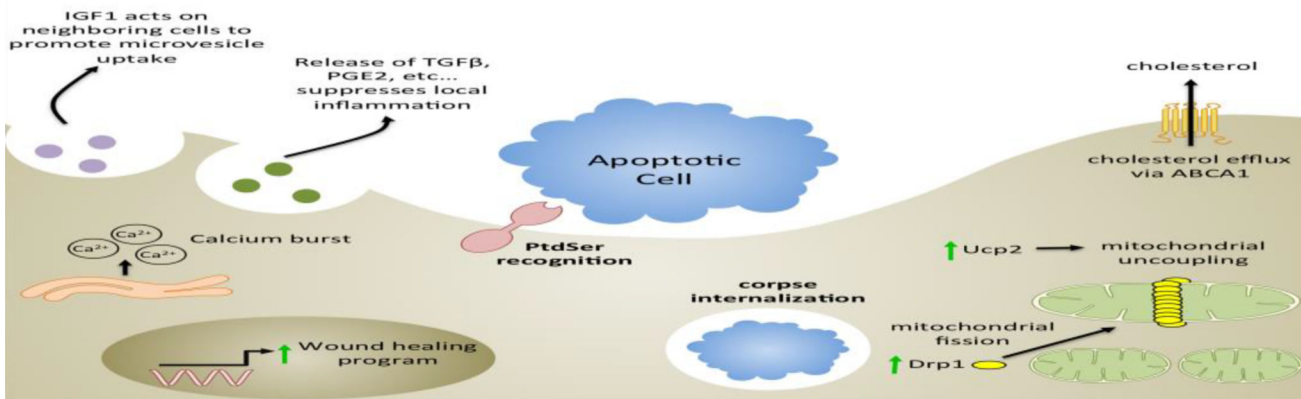 IGF1 acts on
neighboring cells to
promote microvesicle
uptake
Release of TGFβ,
PGE2, etc...
suppresses local
inflammation
Apoptotic
Cell
cholesterol
cholesterol efflux
via ABCA1
Ca²⁺
Ca²⁺
Ca²⁺
Calcium burst
PtdSer
recognition
Ucp2
mitochondrial
uncoupling
corpse
internalization
mitochondrial
fission
Drp1
Wound healing
program